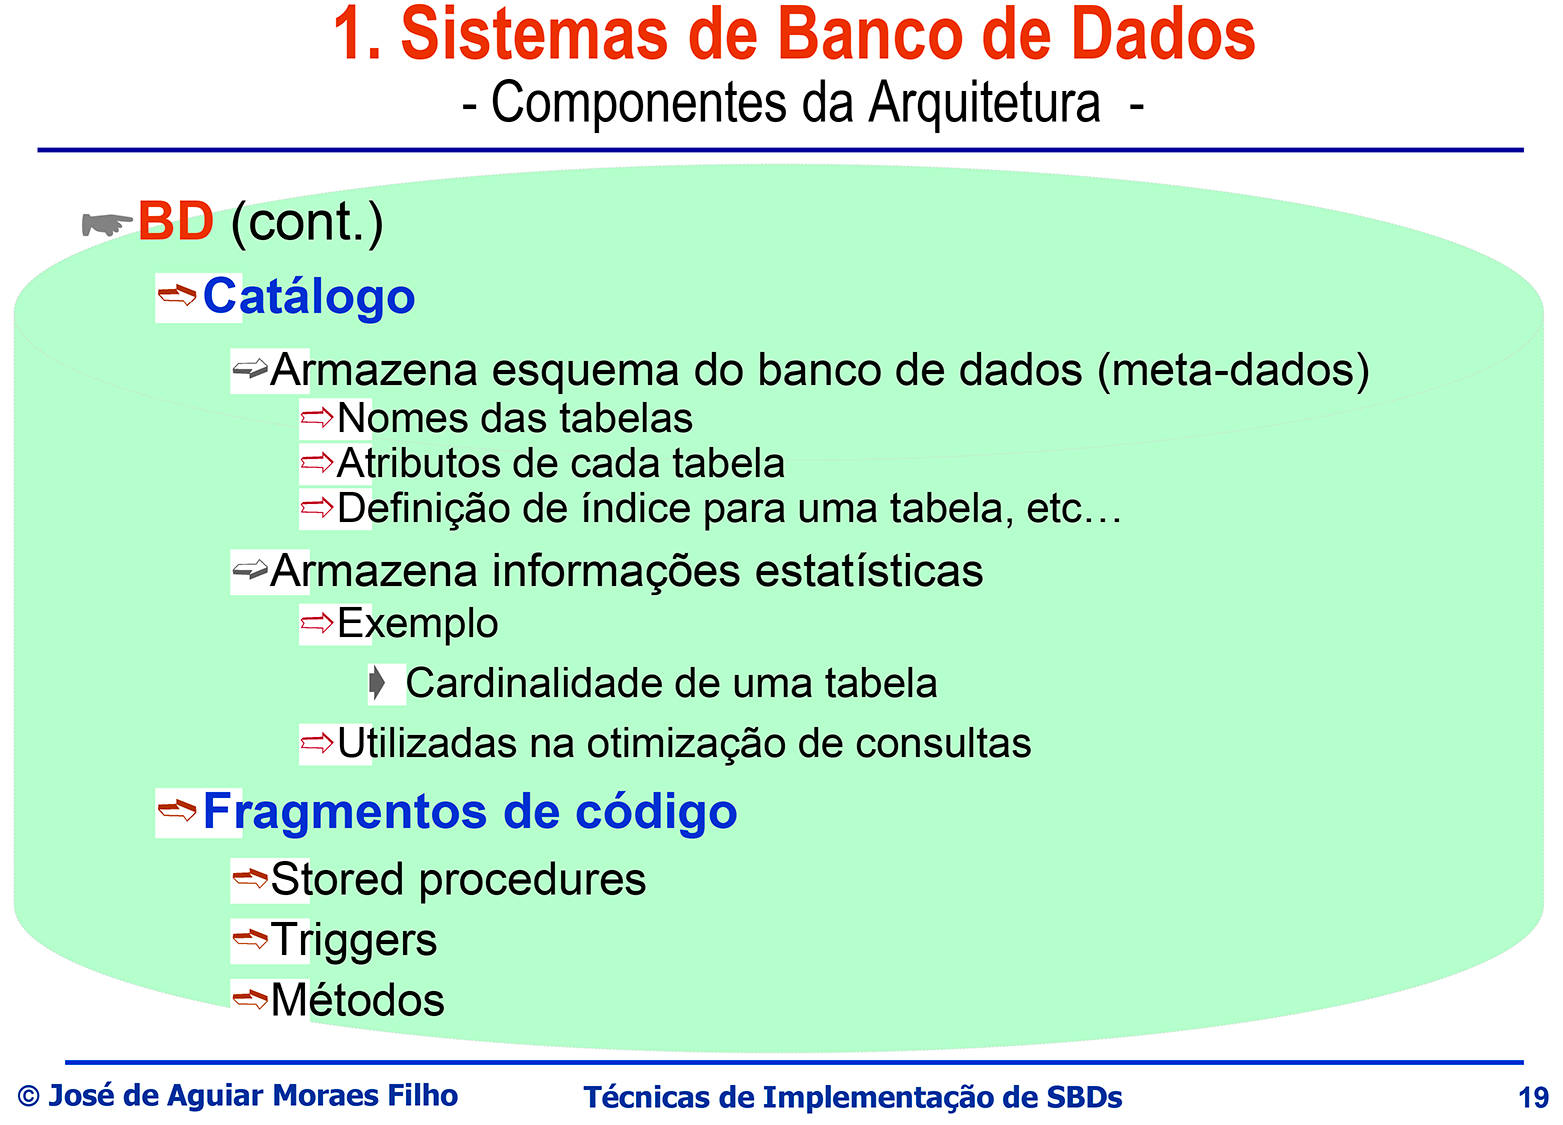 1. Sistemas de Banco de Dados
- Componentes da Arquitetura -
BD (cont.)
Catálogo
Armazena esquema do banco de dados (meta-dados)
Nomes das tabelas
Atributos de cada tabela
Definição de índice para uma tabela, etc…
Armazena informações estatísticas
Exemplo
Cardinalidade de uma tabela
Utilizadas na otimização de consultas
Fragmentos de código
Stored procedures
Triggers
Métodos
© José de Aguiar Moraes Filho
Técnicas de Implementação de SBDs
19